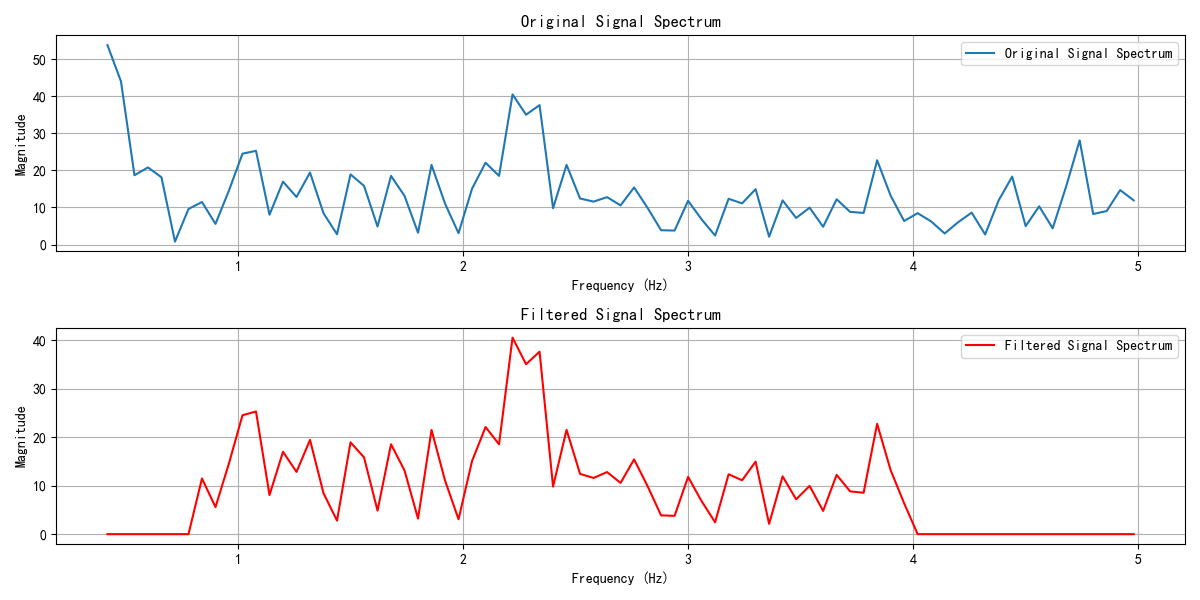 Original Signal Spectrum
Original Signal Spectrum
Magnitude
50
40
30
20
10
0
1 2 3 4 5
Frequency (Hz)
Filtered Signal Spectrum
Filtered Signal Spectrum
Magnitude
40
30
20
10
0
1 2 3 4 5
Frequency (Hz)